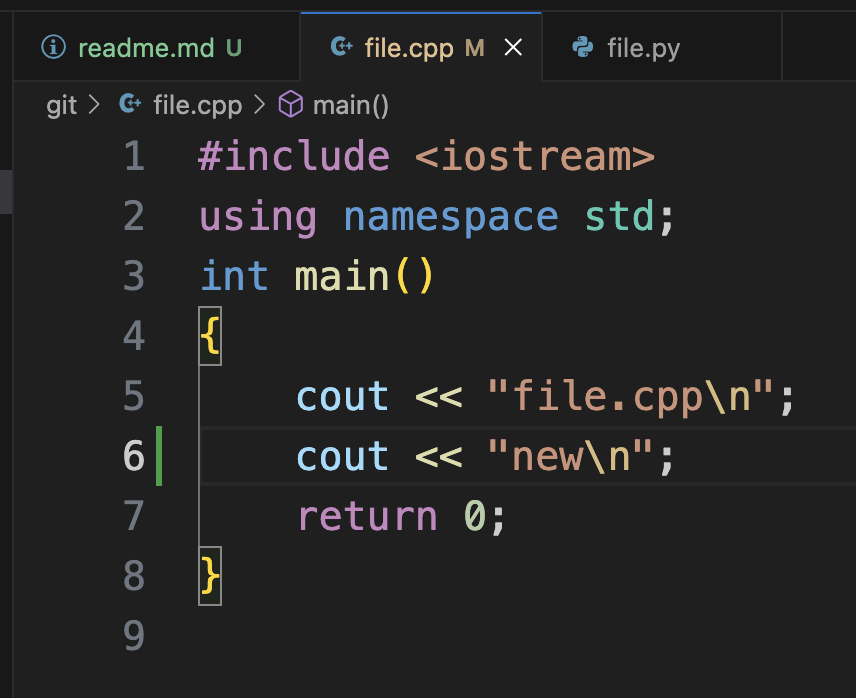 readme.md U file.cpp M file.py
git > file.cpp > main()
1 #include <iostream>
2 using namespace std;
3 int main()
4 {
5     cout << "file.cpp\n";
6     cout << "new\n";
7     return 0;
8 }
9